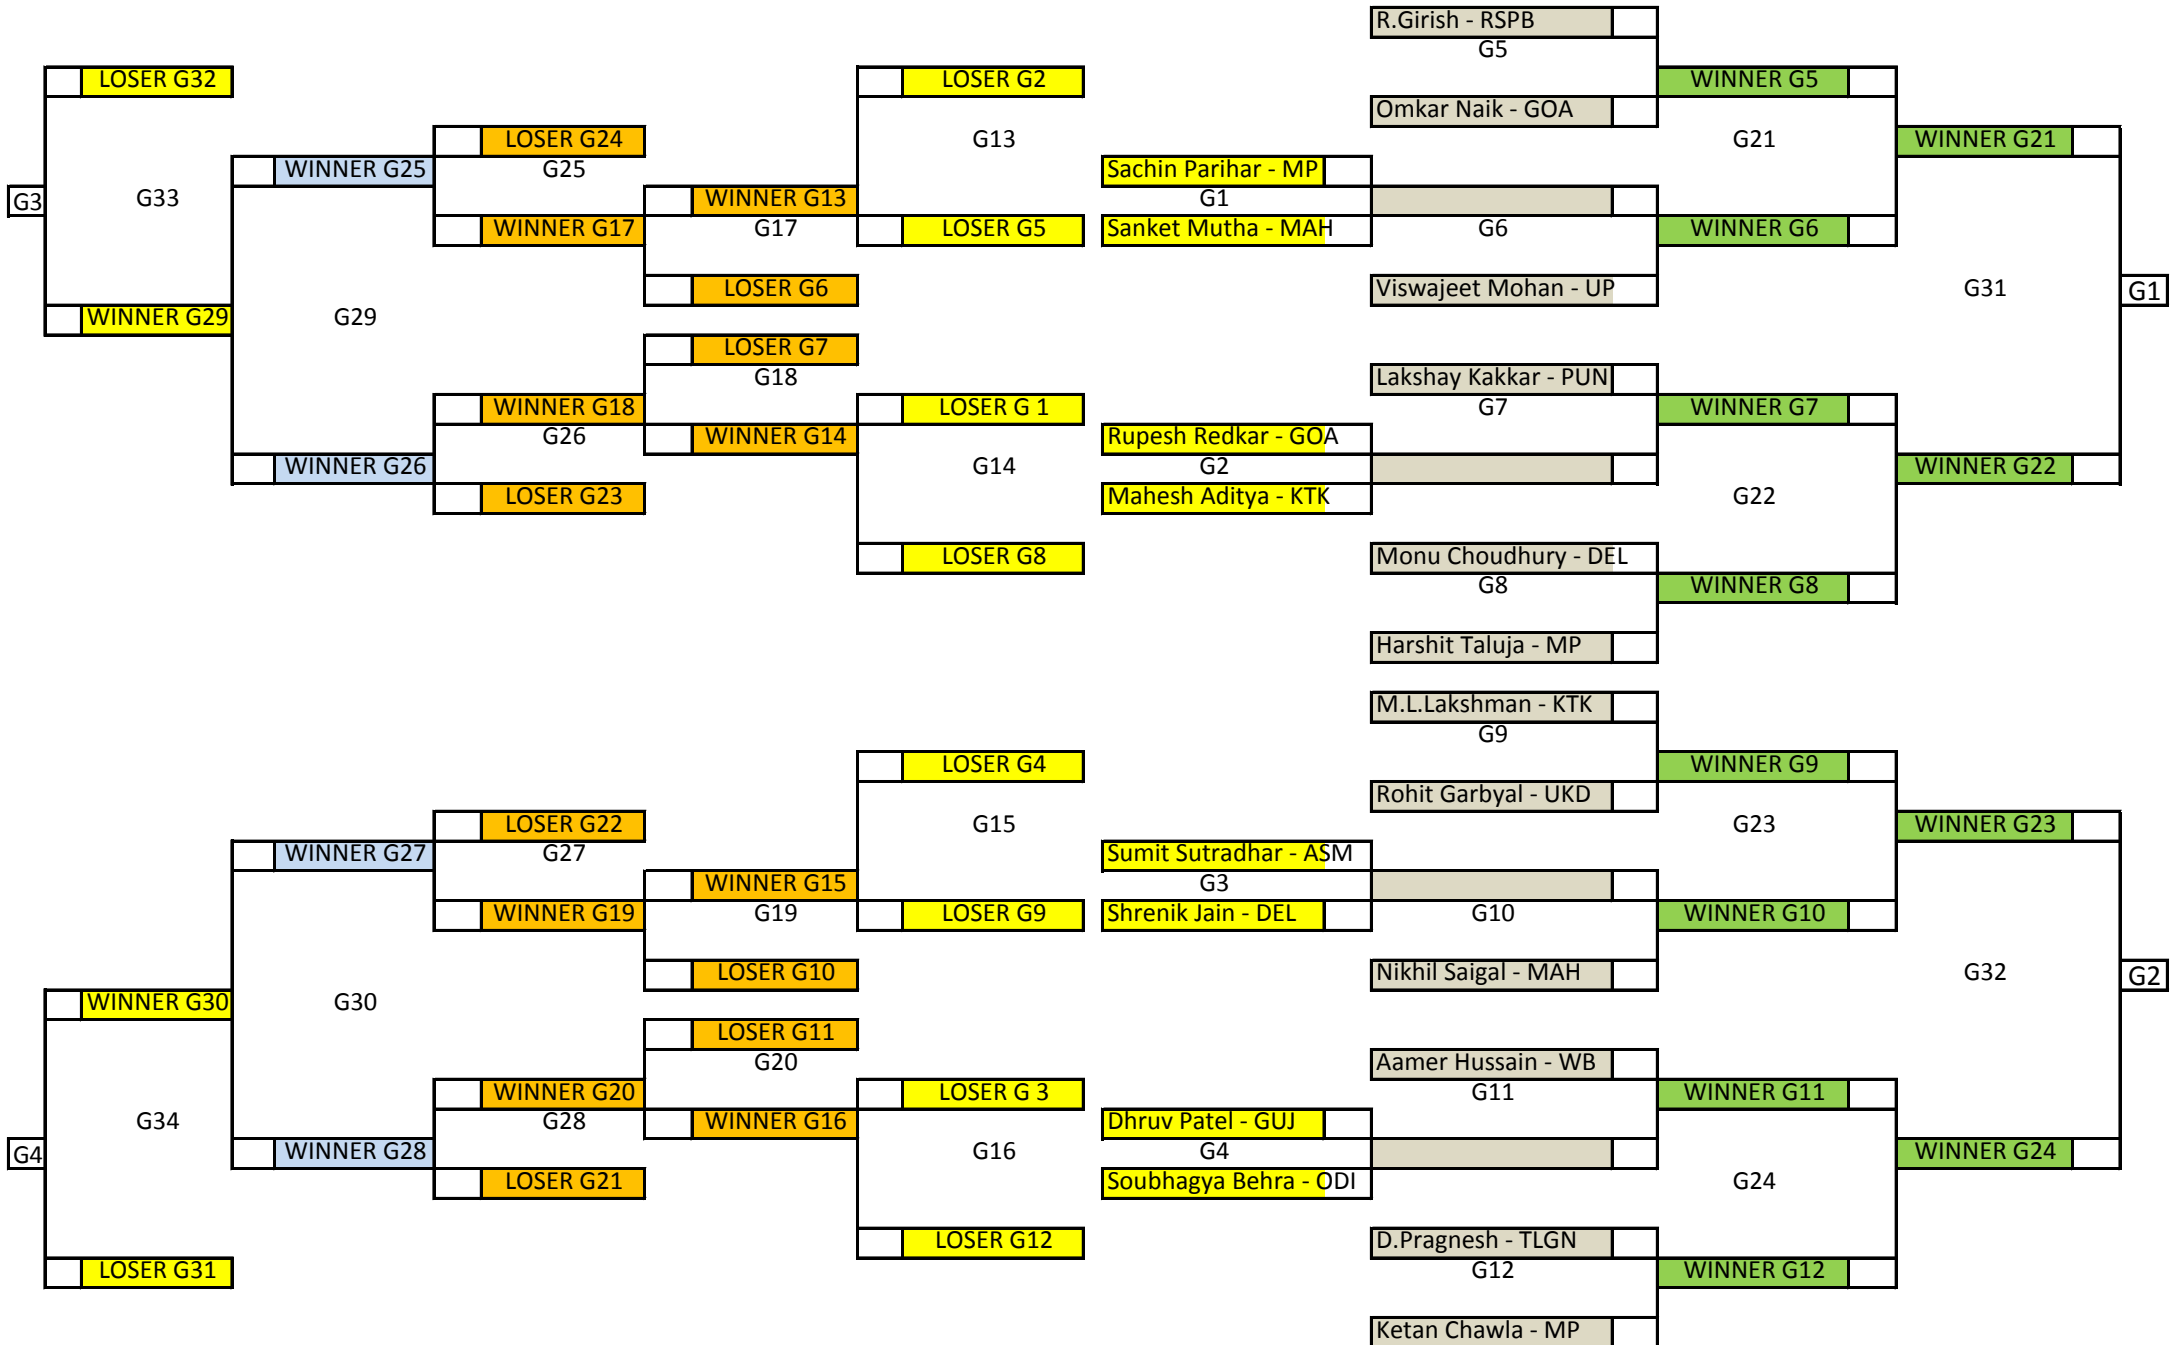 R.Girish - RSPB
G5
LOSER G32
LOSER G2
WINNER G5
Omkar Naik - GOA
LOSER G24
G13
G21
WINNER G21
WINNER G25
G25
Sachin Parihar - MP
G3
G33
WINNER G13
G1
WINNER G17
G17
LOSER G5
Sanket Mutha - MAH
G6
WINNER G6
LOSER G6
Viswajeet Mohan - UP
G31
G1
WINNER G29
G29
LOSER G7
G18
Lakshay Kakkar - PUN
WINNER G18
LOSER G 1
G7
WINNER G7
G26
WINNER G14
Rupesh Redkar - GOA
WINNER G26
G14
G2
WINNER G22
LOSER G23
Mahesh Aditya - KTK
G22
LOSER G8
Monu Choudhury - DEL
G8
WINNER G8
Harshit Taluja - MP
M.L.Lakshman - KTK
G9
LOSER G4
WINNER G9
Rohit Garbyal - UKD
LOSER G22
G15
G23
WINNER G23
WINNER G27
G27
Sumit Sutradhar - ASM
WINNER G15
G3
WINNER G19
G19
LOSER G9
Shrenik Jain - DEL
G10
WINNER G10
LOSER G10
Nikhil Saigal - MAH
G32
G2
WINNER G30
G30
LOSER G11
G20
Aamer Hussain - WB
WINNER G20
LOSER G 3
G11
WINNER G11
G34
G28
WINNER G16
Dhruv Patel - GUJ
G4
WINNER G28
G16
G4
WINNER G24
LOSER G21
Soubhagya Behra - ODI
G24
LOSER G12
D.Pragnesh - TLGN
LOSER G31
G12
WINNER G12
Ketan Chawla - MP